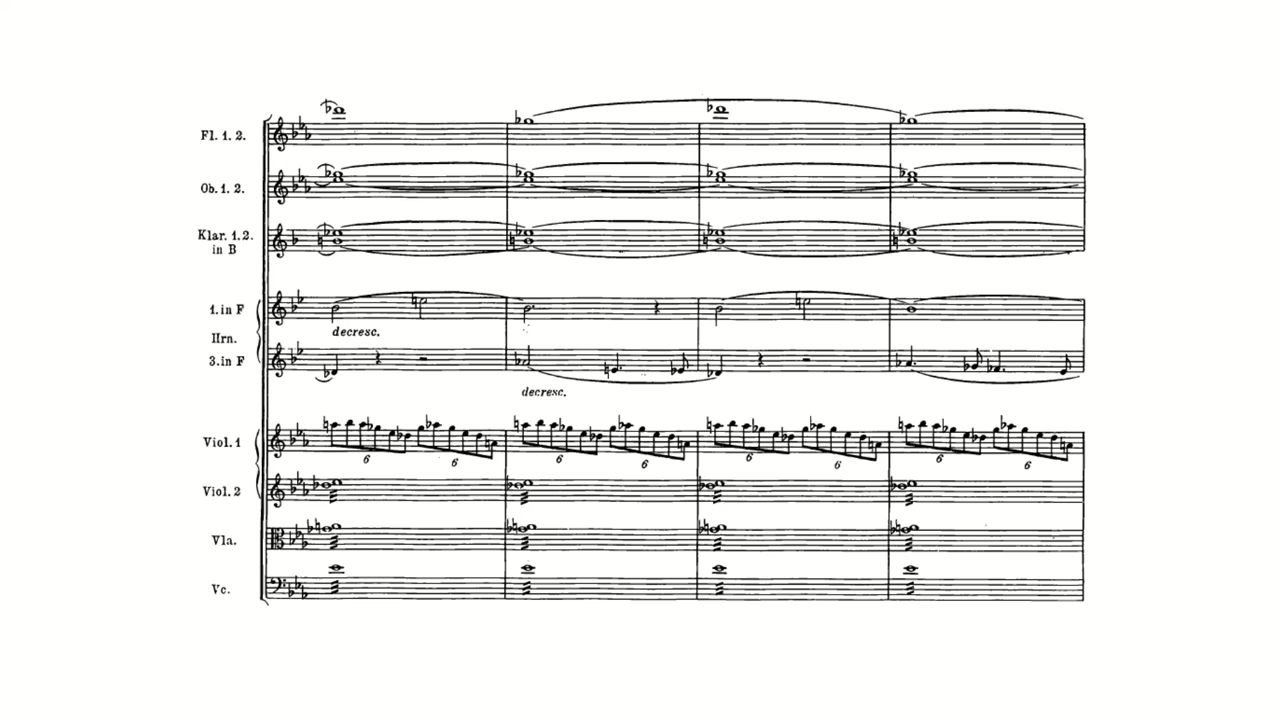 Fl. 1. 2.
Ob. 1. 2.
Klar. 1. 2.
in B
1. in F
decresc.
Hrn.
3. in F
decresc.
Viol. 1
6 6 6 6 6 6 6 6
Viol. 2
Vla.
Vc.